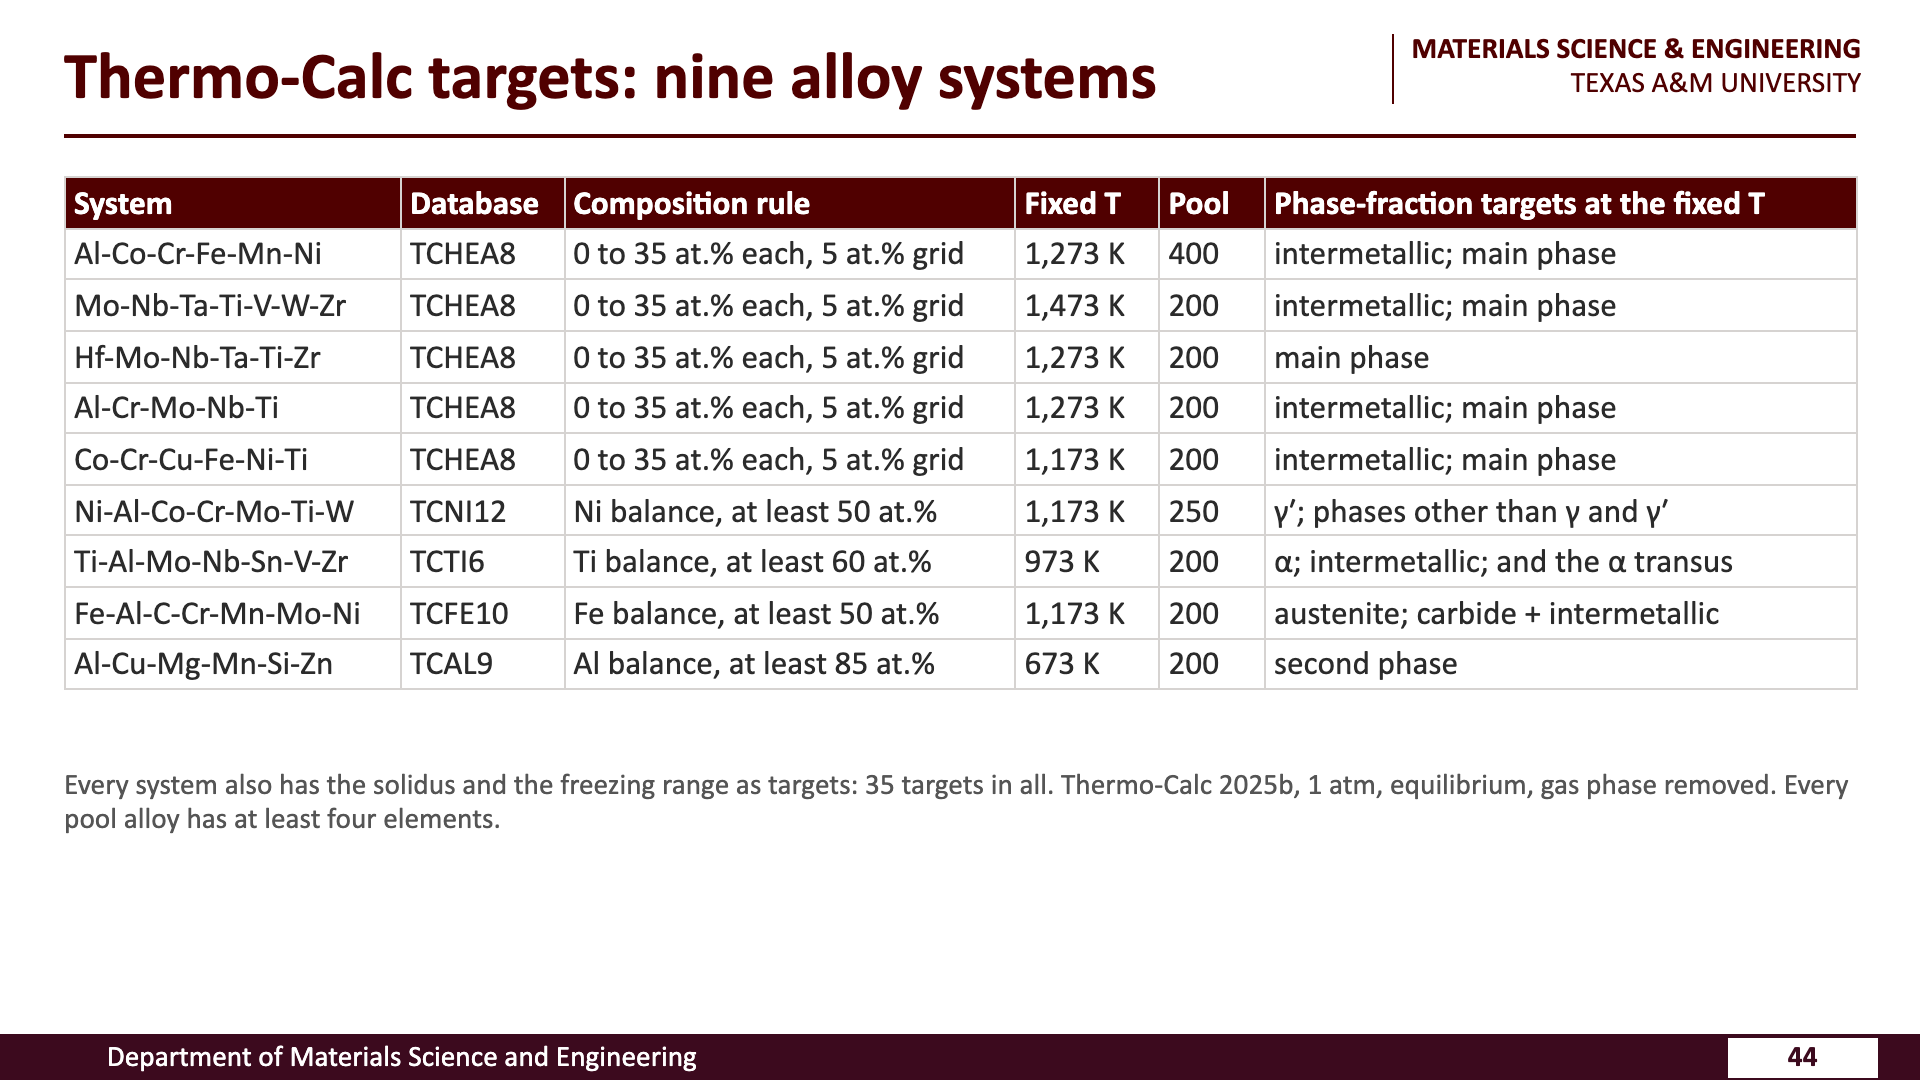 Thermo-Calc targets: nine alloy systems
MATERIALS SCIENCE & ENGINEERING
TEXAS A&M UNIVERSITY
System Database Composition rule Fixed T Pool Phase-fraction targets at the fixed T
Al-Co-Cr-Fe-Mn-Ni TCHEA8 0 to 35 at.% each, 5 at.% grid 1,273 K 400 intermetallic; main phase
Mo-Nb-Ta-Ti-V-W-Zr TCHEA8 0 to 35 at.% each, 5 at.% grid 1,473 K 200 intermetallic; main phase
Hf-Mo-Nb-Ta-Ti-Zr TCHEA8 0 to 35 at.% each, 5 at.% grid 1,273 K 200 main phase
Al-Cr-Mo-Nb-Ti TCHEA8 0 to 35 at.% each, 5 at.% grid 1,273 K 200 intermetallic; main phase
Co-Cr-Cu-Fe-Ni-Ti TCHEA8 0 to 35 at.% each, 5 at.% grid 1,173 K 200 intermetallic; main phase
Ni-Al-Co-Cr-Mo-Ti-W TCNI12 Ni balance, at least 50 at.% 1,173 K 250 γ′; phases other than γ and γ′
Ti-Al-Mo-Nb-Sn-V-Zr TCTI6 Ti balance, at least 60 at.% 973 K 200 α; intermetallic; and the α transus
Fe-Al-C-Cr-Mn-Mo-Ni TCFE10 Fe balance, at least 50 at.% 1,173 K 200 austenite; carbide + intermetallic
Al-Cu-Mg-Mn-Si-Zn TCAL9 Al balance, at least 85 at.% 673 K 200 second phase
Every system also has the solidus and the freezing range as targets: 35 targets in all. Thermo-Calc 2025b, 1 atm, equilibrium, gas phase removed. Every
pool alloy has at least four elements.
Department of Materials Science and Engineering
44